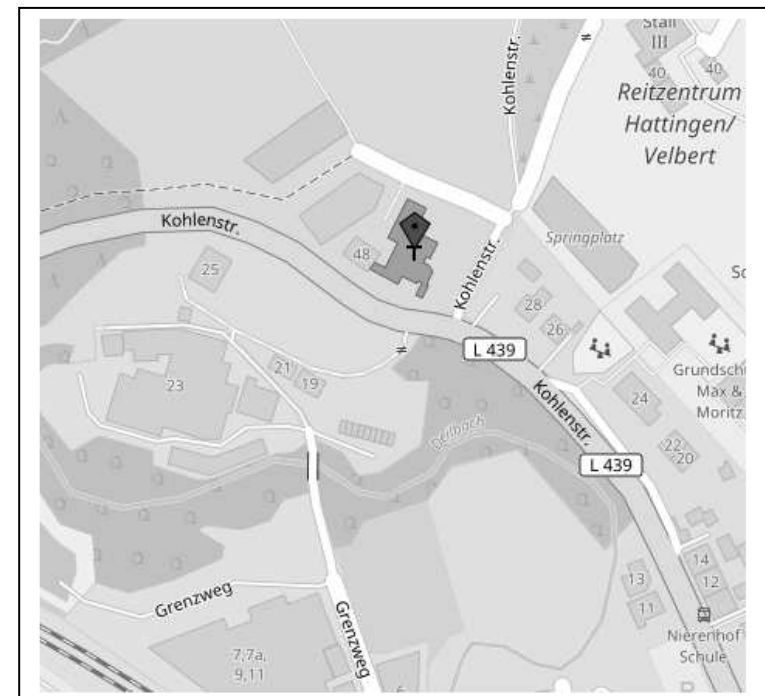 Stall
III
40
40
Reitzentrum
Hattingen/
Velbert
Kohlenstr.
Kohlenstr.
Springplatz
48
25
Kohlenstr.
28
26
L 439
21
19
23
Grundsch
Max &
Moritz
24
Kohlenstr.
Deilbach
22
20
L 439
14
12
13
11
Nierenhof
Schule
Grenzweg
Grenzweg
7,7a,
9,11